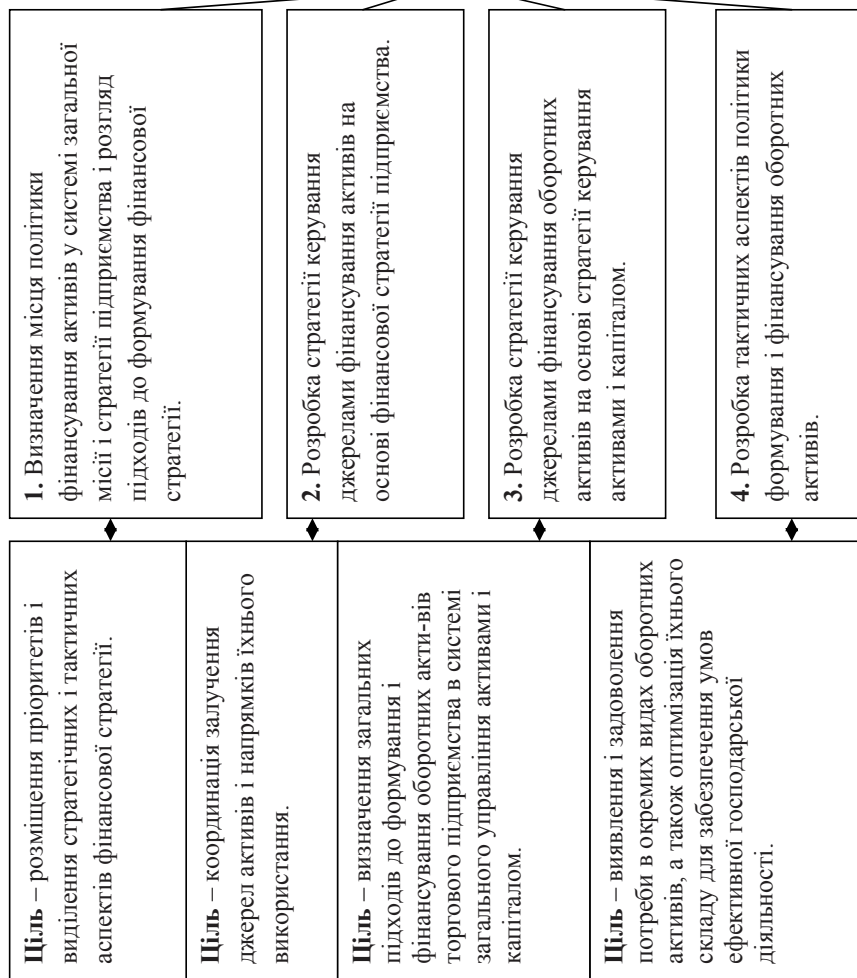 Ціль – розміщення пріоритетів і
виділення стратегічних і тактичних
аспектів фінансової стратегії.
1. Визначення місця політики
фінансування активів у системі загальної
місії і стратегії підприємства і розгляд
підходів до формування фінансової
стратегії.
Ціль – координація залучення
джерел активів і напрямків їхнього
використання.
2. Розробка стратегії керування
джерелами фінансування активів на
основі фінансової стратегії підприємства.
Ціль – визначення загальних
підходів до формування і
фінансування оборотних акти-вів
торгового підприємства в системі
загального управління активами і
капіталом.
3. Розробка стратегії керування
джерелами фінансування оборотних
активів на основі стратегії керування
активами і капіталом.
Ціль – виявлення і задоволення
потреби в окремих видах оборотних
активів, а також оптимізація їхнього
складу для забезпечення умов
ефективної господарської
діяльності.
4. Розробка тактичних аспектів політики
формування і фінансування оборотних
активів.